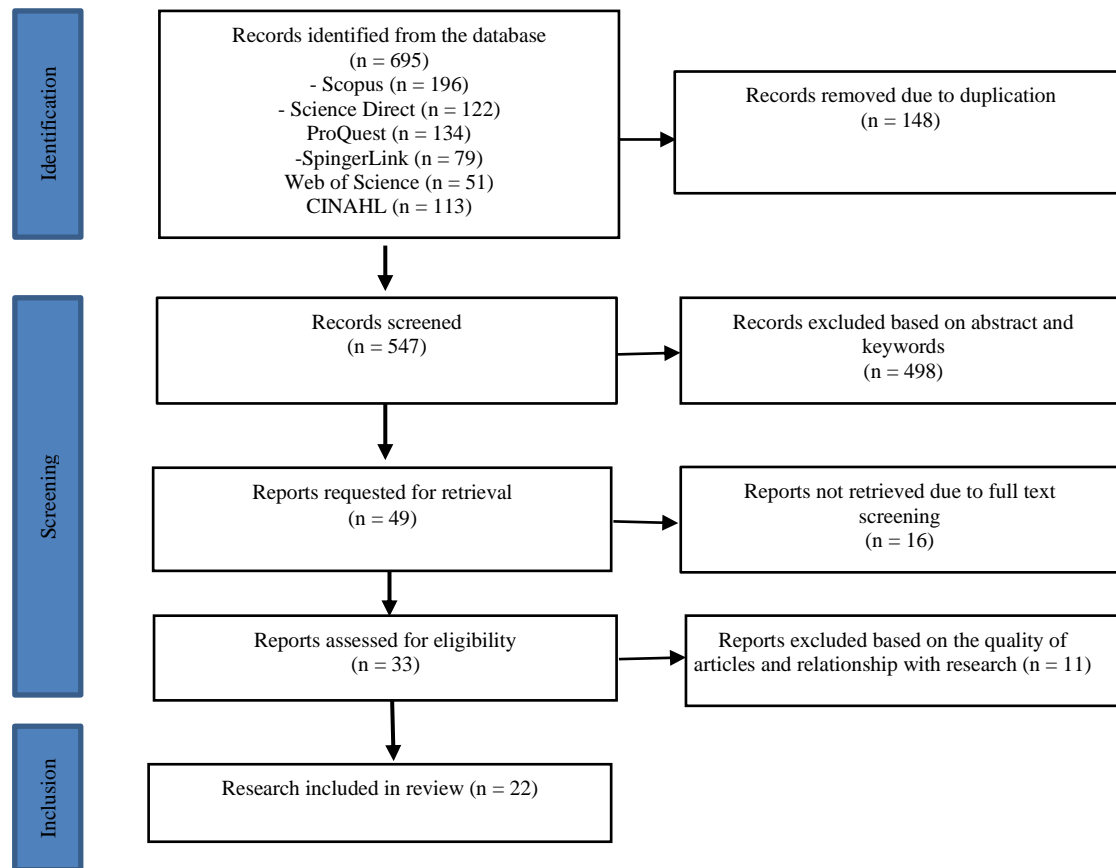 Identification
Records identified from the database
(n = 695)
- Scopus (n = 196)
- Science Direct (n = 122)
ProQuest (n = 134)
-SpingerLink (n = 79)
Web of Science (n = 51)
CINAHL (n = 113)
Records removed due to duplication
(n = 148)
Screening
Records screened
(n = 547)
Records excluded based on abstract and
keywords
(n = 498)
Reports requested for retrieval
(n = 49)
Reports not retrieved due to full text
screening
(n = 16)
Reports assessed for eligibility
(n = 33)
Reports excluded based on the quality of
articles and relationship with research (n = 11)
Inclusion
Research included in review (n = 22)